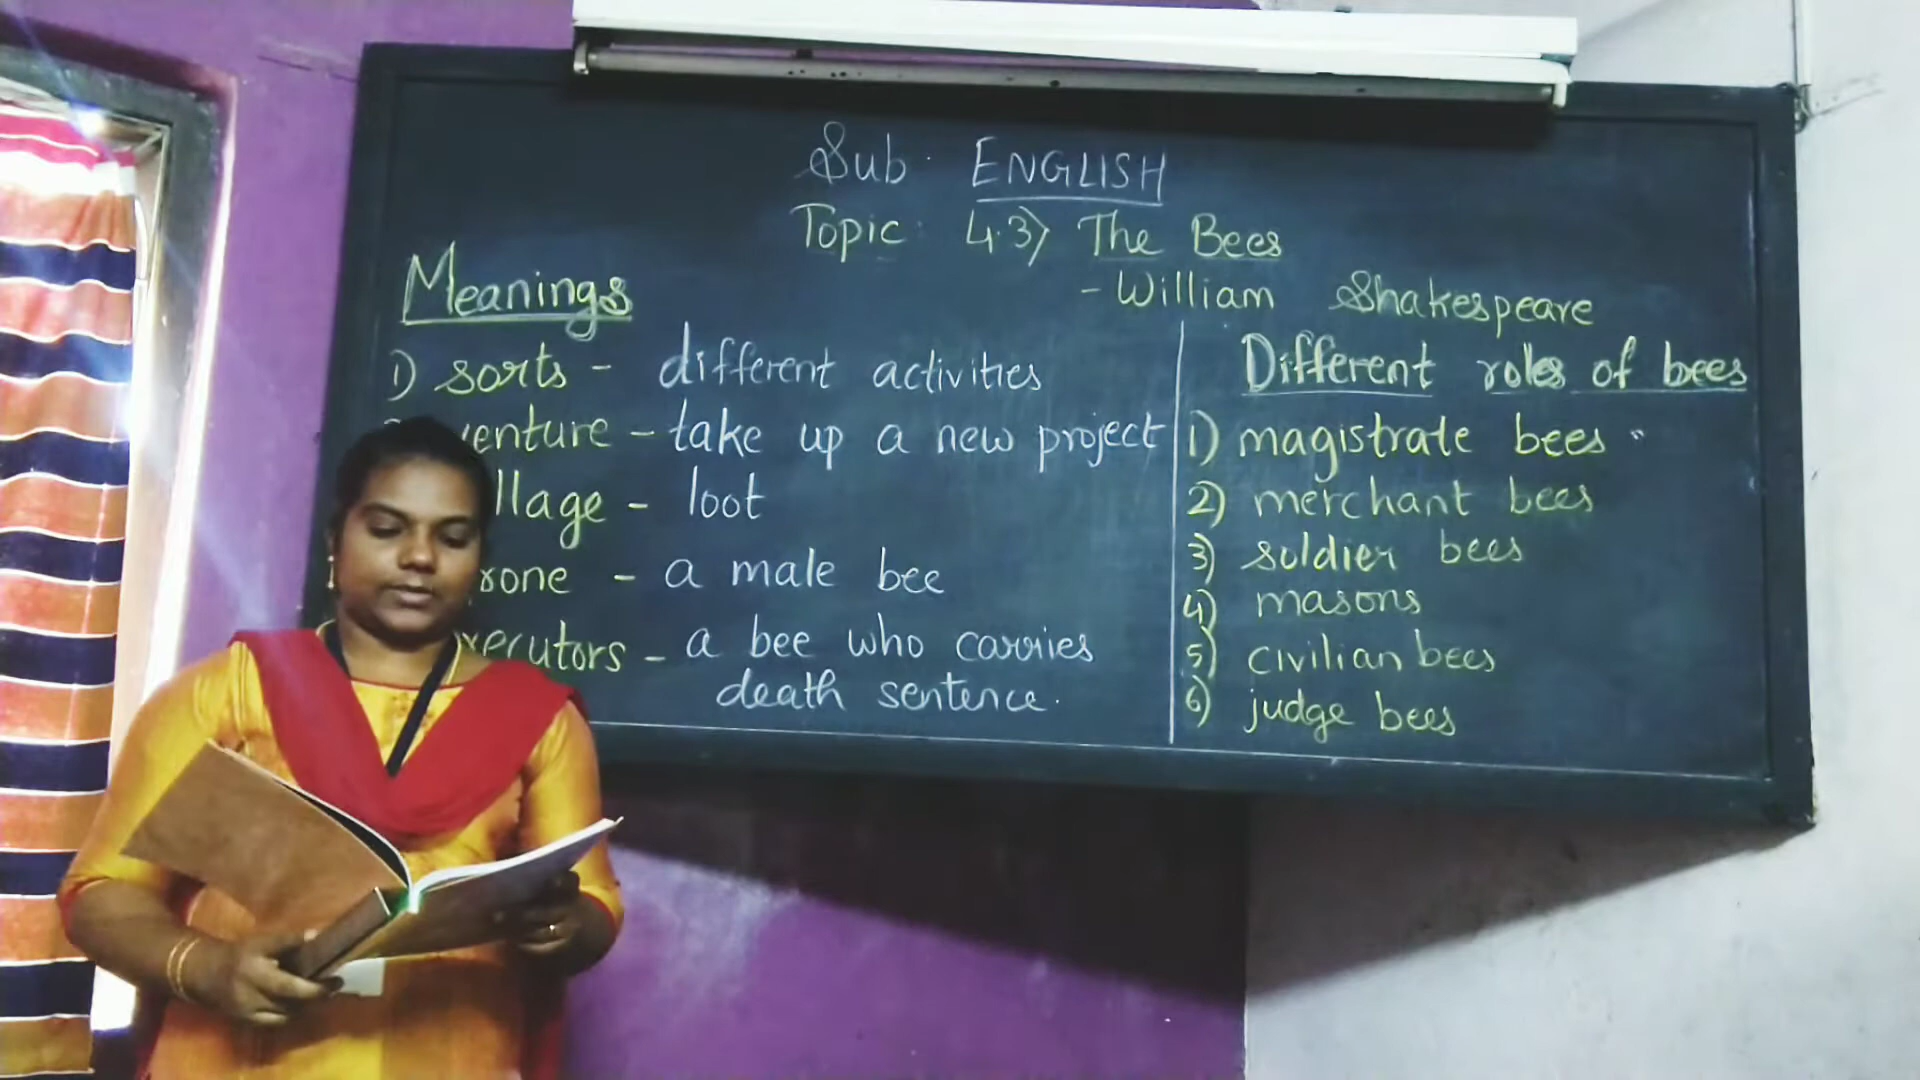 Sub: ENGLISH
Topic: 4.3) The Bees
- William Shakespeare
Meanings
1) sorts - different activities
venture - take up a new project
llage - loot
rone - a male bee
xecutors - a bee who carries
death sentence.
Different roles of bees
1) magistrate bees
2) merchant bees
3) soldier bees
4) masons
5) civilian bees
6) judge bees